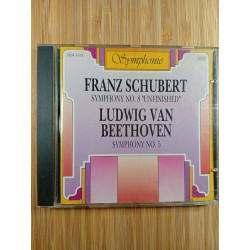 Symphonie
FRANZ SCHUBERT
SYMPHONY NO. 8 "UNFINISHED"
LUDWIG VAN
BEETHOVEN
SYMPHONY NO. 5